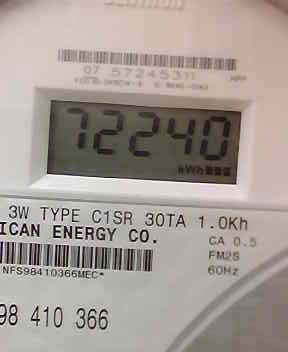 07 57245311
72240
kWh
3W TYPE C1SR 30TA 1.0Kh
ICAN ENERGY CO.
CA 0.5
FM2S
60Hz
NFS98410366MEC*
98 410 366